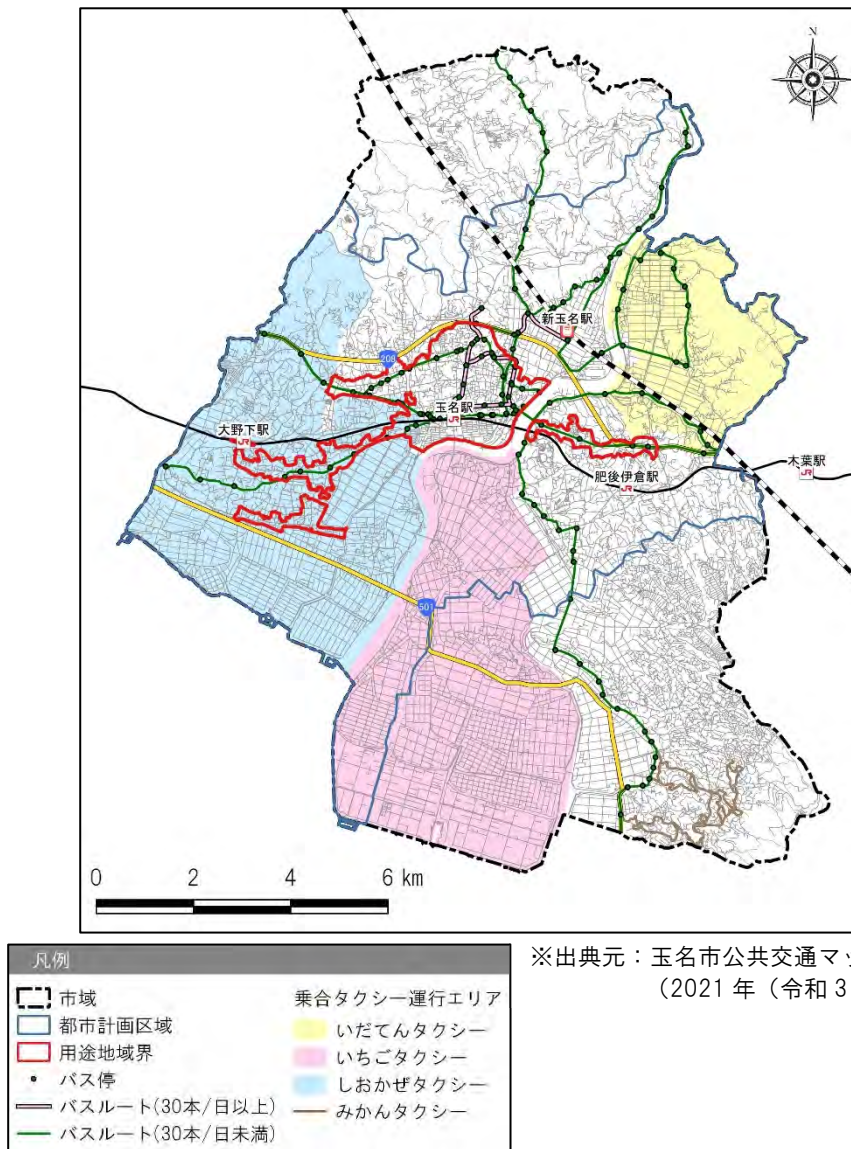 N
新玉名駅
JR
208
玉名駅
JR
大野下駅
JR
木葉駅
JR
肥後伊倉駅
JR
501
0 2 4 6 km
※出典元：玉名市公共交通マッ
(2021 年（令和 3
凡例
市域
都市計画区域
用途地域界
バス停
バスルート(30本/日以上)
バスルート(30本/日未満)
乗合タクシー運行エリア
いだてんタクシー
いちごタクシー
しおかぜタクシー
みかんタクシー